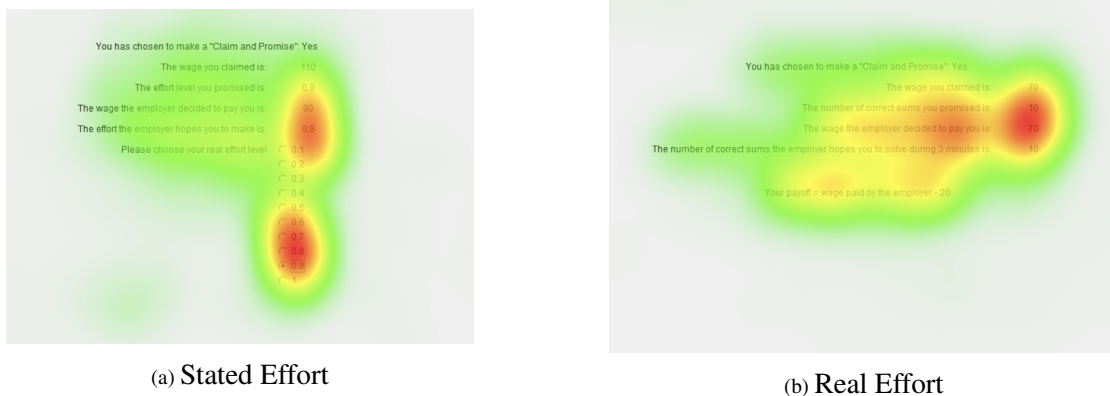 You has chosen to make a "Claim and Promise": Yes
The wage you claimed is: 110
The effort level you promised is: 0.9
The wage the employer decided to pay you is: 90
The effort the employer hopes you to make is: 0.8
Please choose your real effort level 0.1
0.2
0.3
0.4
0.5
0.6
0.7
0.8
0.9
1
(a) Stated Effort
You has chosen to make a "Claim and Promise": Yes
The wage you claimed is: 70
The number of correct sums you promised is: 10
The wage the employer decided to pay you is: 70
The number of correct sums the employer hopes you to solve during 3 minutes is: 10
Your payoff = wage paid by the employer - 20
(b) Real Effort